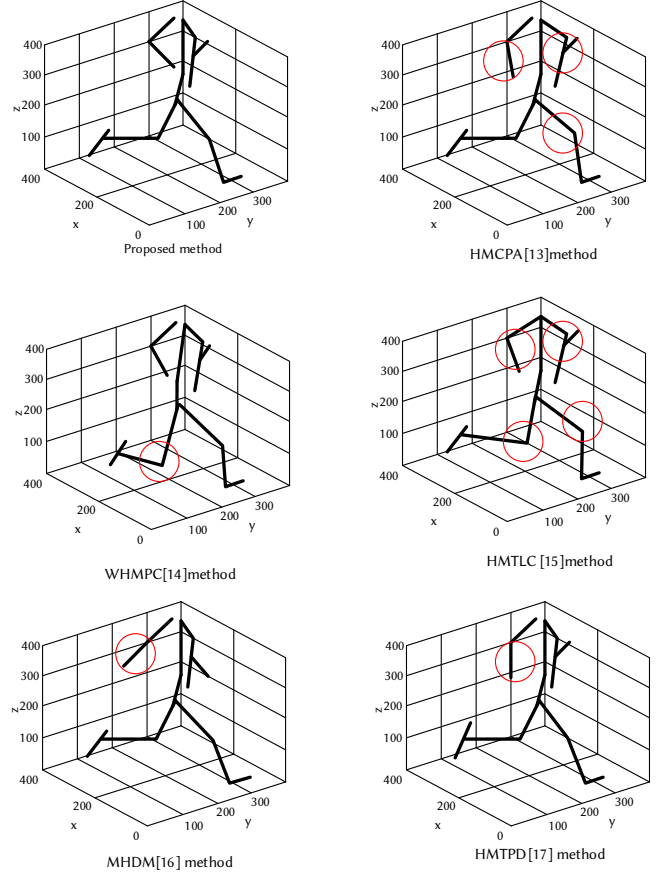 400
300
200
100
z
400
200
x
0
100
200
300
y
Proposed method
400
300
200
100
z
400
200
x
0
100
200
300
y
HMCPA[13]method
400
300
200
100
z
400
200
x
0
100
200
300
y
WHMPC[14]method
400
300
200
100
z
400
200
x
0
100
200
300
y
HMTLC [15]method
400
300
200
100
z
400
200
x
0
100
200
300
y
MHDM[16] method
400
300
200
100
z
400
200
x
0
100
200
300
y
HMTPD[17] method